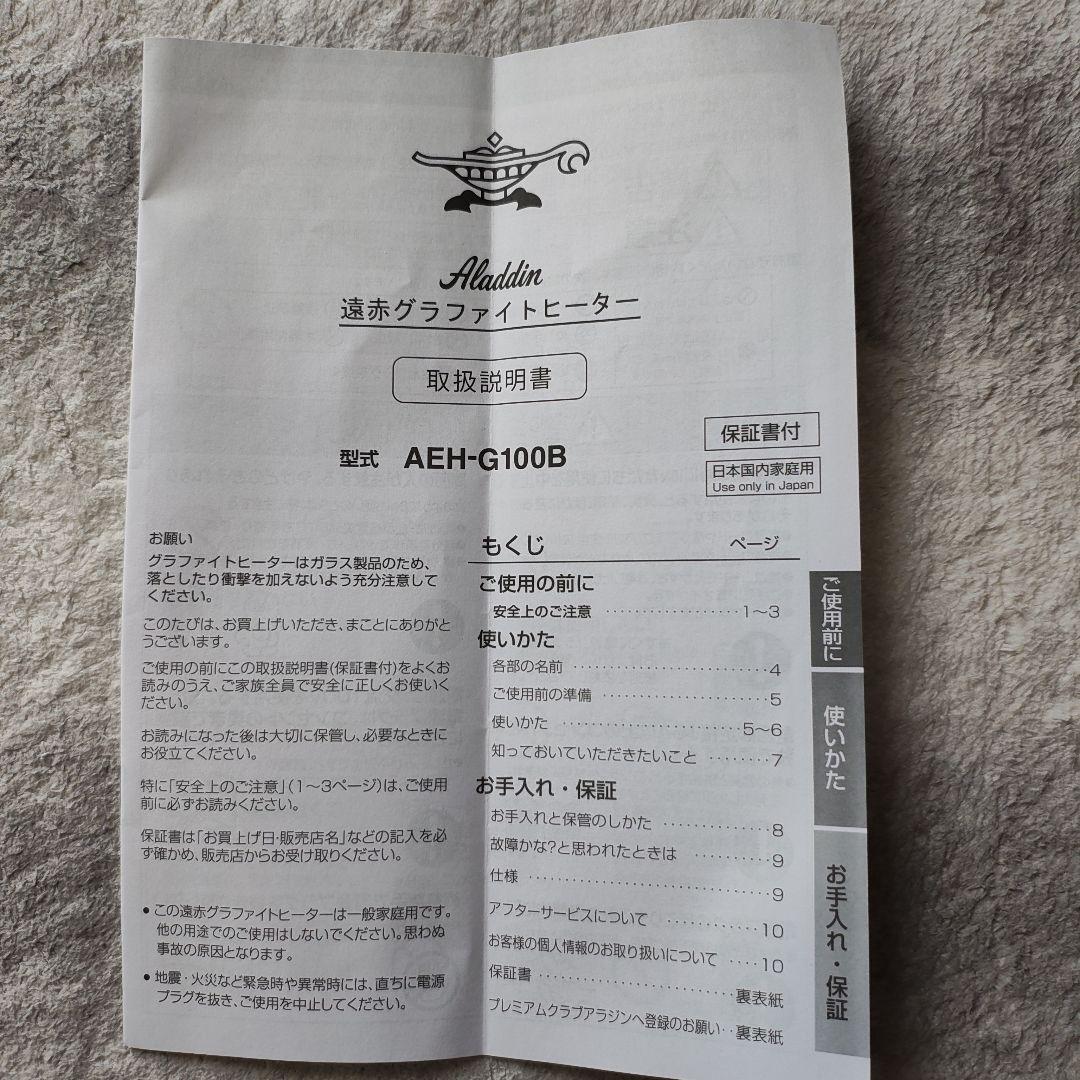 Aladdin
遠赤グラファイトヒーター
取扱説明書
型式 AEH-G100B
保証書付
日本国内家庭用
Use only in Japan
お願い
グラファイトヒーターはガラス製品のため、
落としたり衝撃を加えないよう充分注意して
ください。
このたびは、お買上げいただき、まことにありがと
うございます。
ご使用の前にこの取扱説明書(保証書付)をよくお
読みのうえ、ご家族全員で安全に正しくお使いく
ださい。
お読みになった後は大切に保管し、必要なときに
お役立てください。
特に「安全上のご注意」(1～3ページ)は、ご使用
前に必ずお読みください。
保証書は「お買上げ日・販売店名」などの記入を必
ず確かめ、販売店からお受け取りください。
• この遠赤グラファイトヒーターは一般家庭用です。
他の用途でのご使用はしないでください。思わぬ
事故の原因となります。
• 地震・火災など緊急時や異常時には、直ちに電源
プラグを抜き、ご使用を中止してください。
もくじ ページ
ご使用の前に
安全上のご注意 ・・・・・・・・・・・・・・・・ 1～3
使いかた
各部の名前 ・・・・・・・・・・・・・・・・・・・・・・・ 4
ご使用前の準備 ・・・・・・・・・・・・・・・・・・・ 5
使いかた ・・・・・・・・・・・・・・・・・・・・・ 5～6
知っておいていただきたいこと ・・・・・・・・ 7
お手入れ・保証
お手入れと保管のしかた ・・・・・・・・・・・・ 8
故障かな?と思われたときは ・・・・・・・・・・ 9
仕様 ・・・・・・・・・・・・・・・・・・・・・・・・・・・・ 9
アフターサービスについて ・・・・・・・・・・・ 10
お客様の個人情報のお取り扱いについて ・・・・ 10
保証書 ・・・・・・・・・・・・・・・・・・・・・・・ 裏表紙
プレミアムクラブアラジンへ登録のお願い・・ 裏表紙
ご使用前に
使いかた
お手入れ・保証